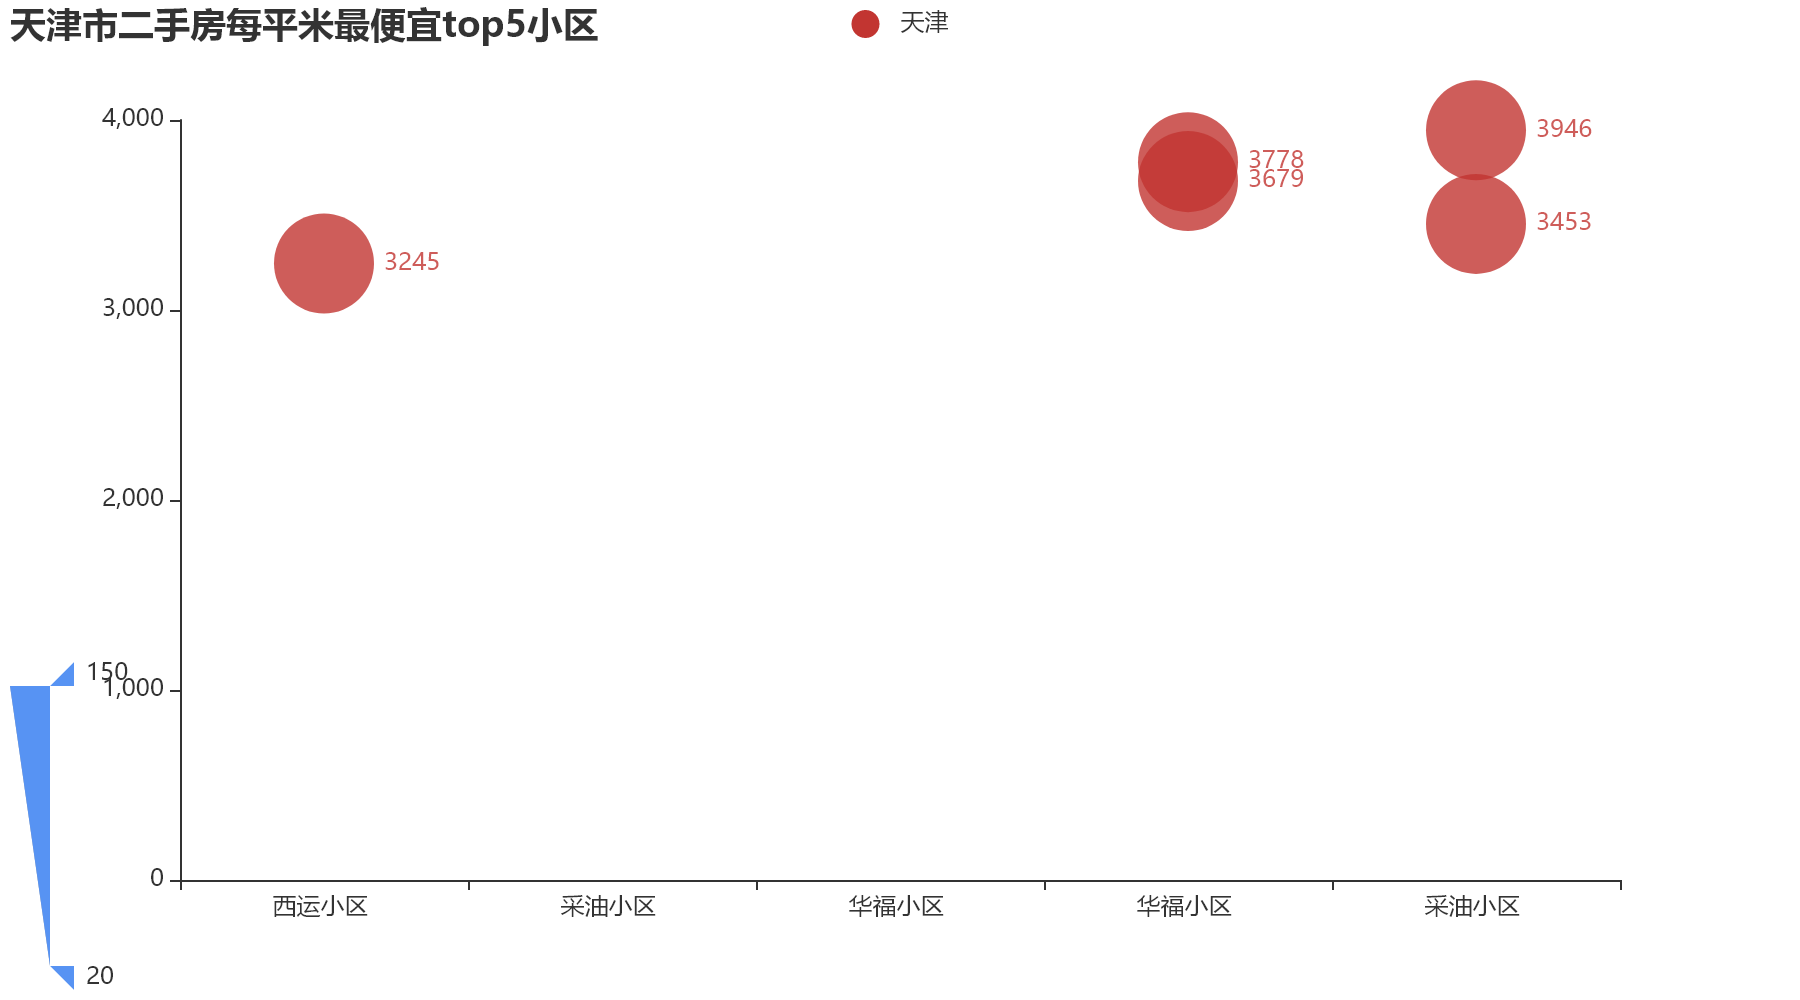 天津市二手房每平米最便宜top5小区
天津
4,000
3,000
2,000
1,000
0
3245
3778
3679
3946
3453
西运小区
采油小区
华福小区
华福小区
采油小区
150
20